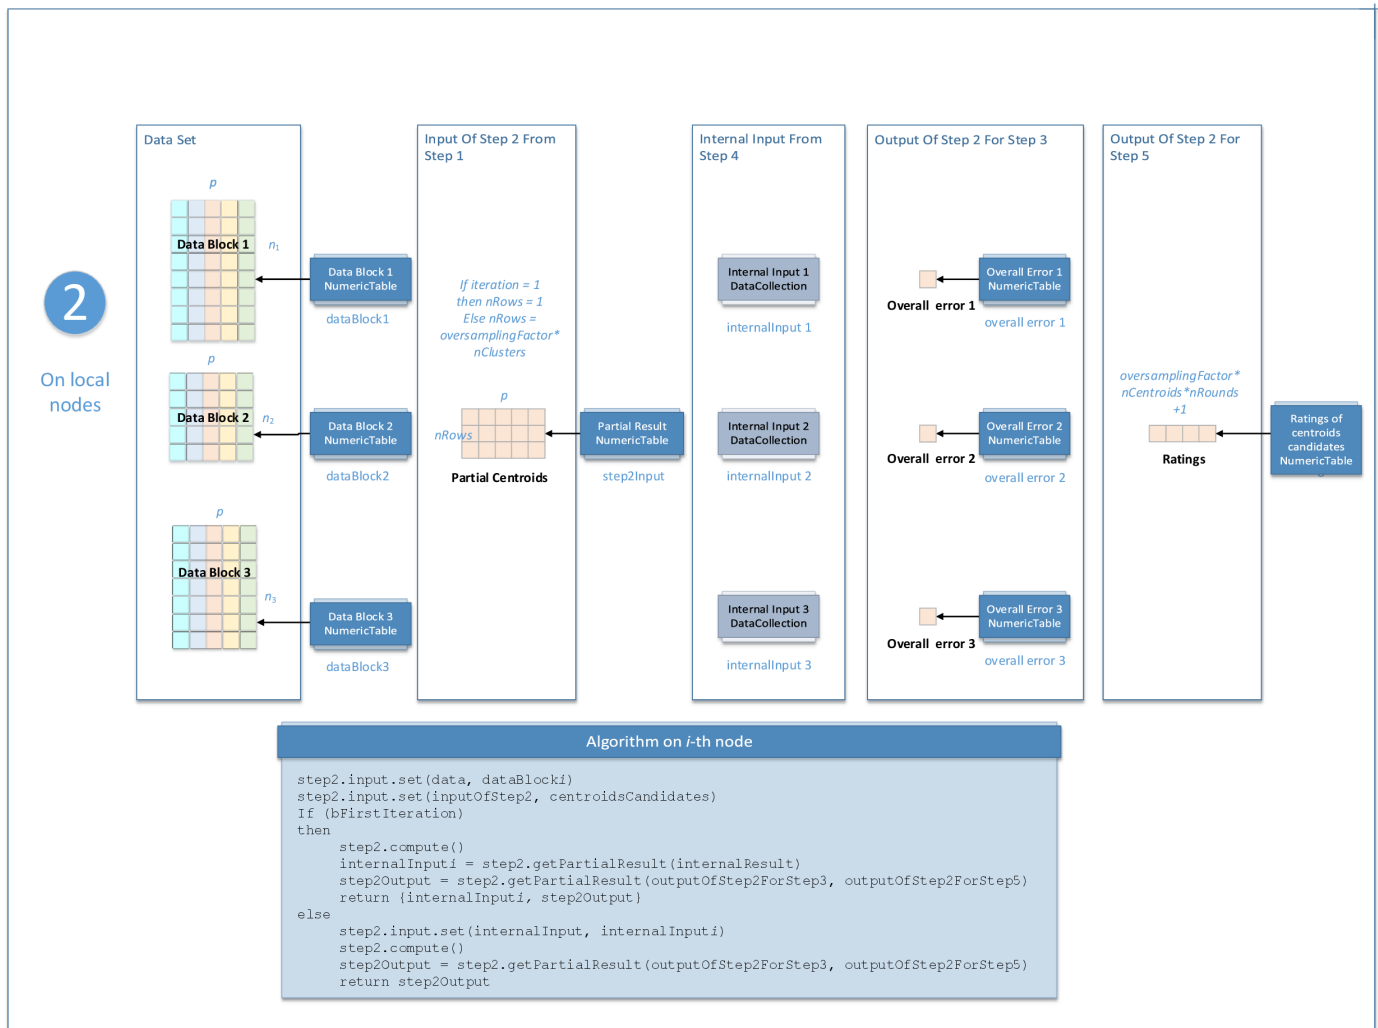 2
On local
nodes
Data Set
p
Data Block 1
n1
Data Block 1
NumericTable
dataBlock1
p
Data Block 2
n2
Data Block 2
NumericTable
dataBlock2
p
Data Block 3
n3
Data Block 3
NumericTable
dataBlock3
Input Of Step 2 From
Step 1
If iteration = 1
then nRows = 1
Else nRows =
oversamplingFactor*
nClusters
p
nRows
Partial Centroids
Partial Result
NumericTable
step2Input
Internal Input From
Step 4
Internal Input 1
DataCollection
internalInput 1
Internal Input 2
DataCollection
internalInput 2
Internal Input 3
DataCollection
internalInput 3
Output Of Step 2 For Step 3
Overall error 1
Overall Error 1
NumericTable
overall error 1
Overall error 2
Overall Error 2
NumericTable
overall error 2
Overall error 3
Overall Error 3
NumericTable
overall error 3
Output Of Step 2 For
Step 5
oversamplingFactor*
nCentroids*nRounds
+1
Ratings
Ratings of
centroids
candidates
NumericTable
Algorithm on i-th node
step2.input.set(data, dataBlocki)
step2.input.set(inputOfStep2, centroidsCandidates)
If (bFirstIteration)
then
step2.compute()
internalInputi = step2.getPartialResult(internalResult)
step2Output = step2.getPartialResult(outputOfStep2ForStep3, outputOfStep2ForStep5)
return {internalInputi, step2Output}
else
step2.input.set(internalInput, internalInputi)
step2.compute()
step2Output = step2.getPartialResult(outputOfStep2ForStep3, outputOfStep2ForStep5)
return step2Output